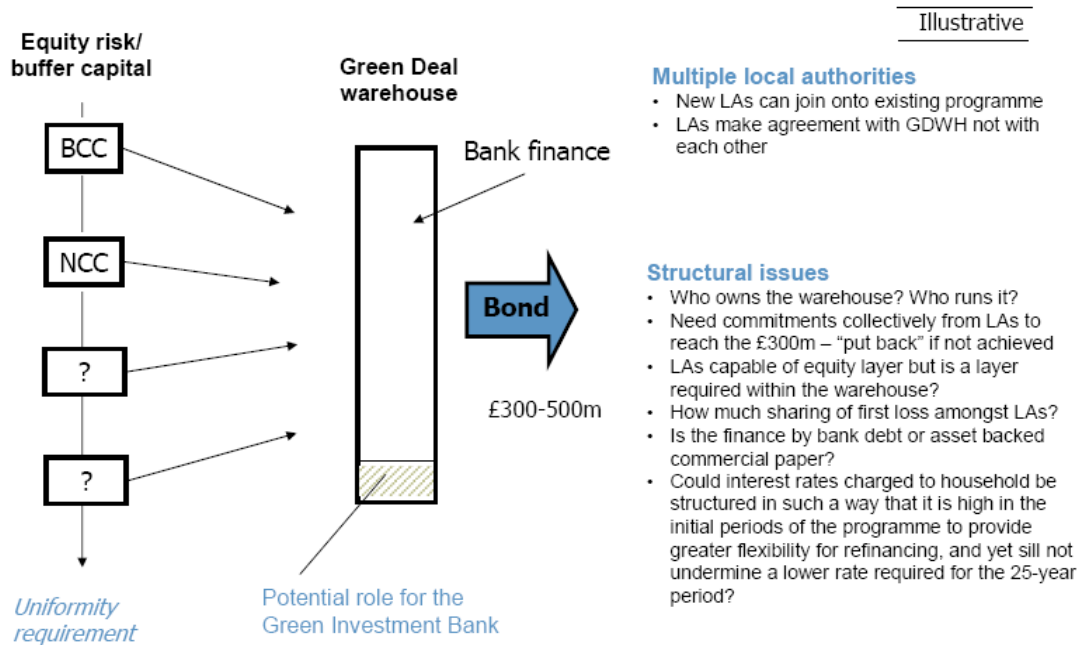 Illustrative
Equity risk/
buffer capital
BCC
NCC
?
?
Uniformity
requirement
Green Deal
warehouse
Bank finance
Potential role for the
Green Investment Bank
Bond
£300-500m
Multiple local authorities
• New LAs can join onto existing programme
• LAs make agreement with GDWH not with
each other
Structural issues
• Who owns the warehouse? Who runs it?
• Need commitments collectively from LAs to
reach the £300m – “put back” if not achieved
• LAs capable of equity layer but is a layer
required within the warehouse?
• How much sharing of first loss amongst LAs?
• Is the finance by bank debt or asset backed
commercial paper?
• Could interest rates charged to household be
structured in such a way that it is high in the
initial periods of the programme to provide
greater flexibility for refinancing, and yet sill not
undermine a lower rate required for the 25-year
period?